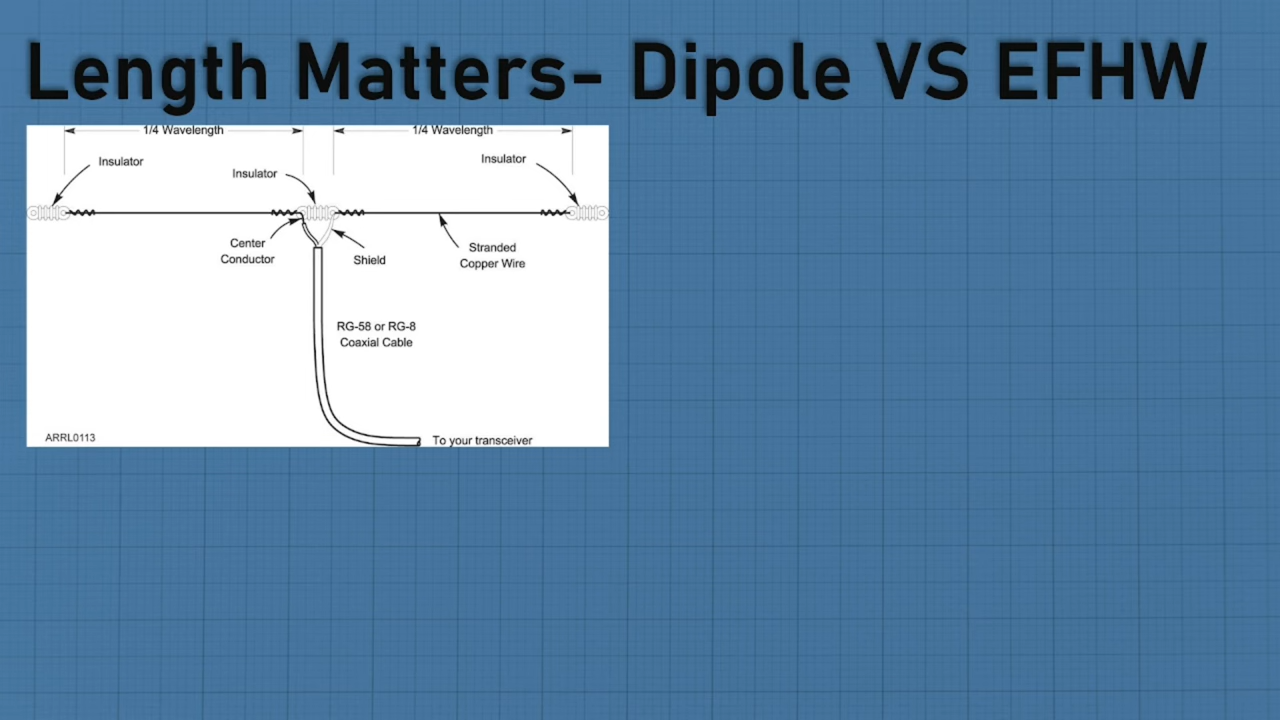 Length Matters- Dipole VS EFHW
1/4 Wavelength
1/4 Wavelength
Insulator
Insulator
Insulator
Center
Conductor
Shield
Stranded
Copper Wire
RG-58 or RG-8
Coaxial Cable
ARRL0113
To your transceiver